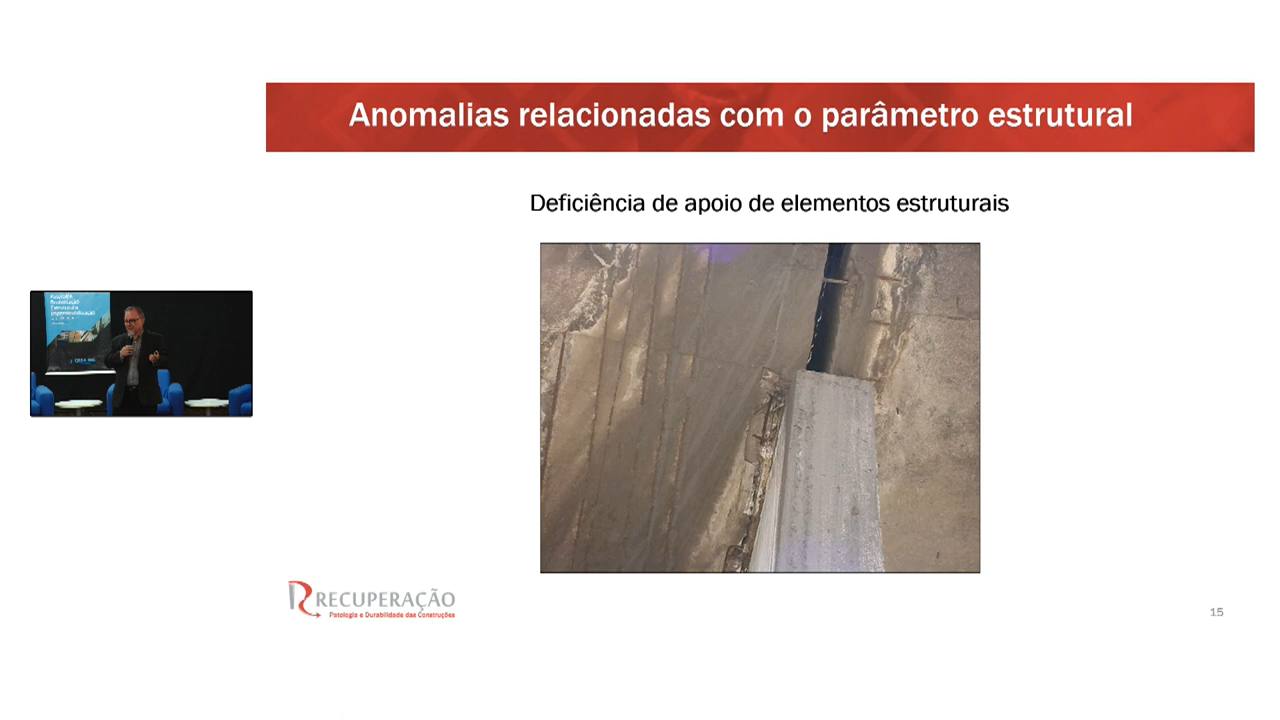 Anomalias relacionadas com o parâmetro estrutural
Deficiência de apoio de elementos estruturais
RECUPERAÇÃO
Patologia e Durabilidade das Construções
15